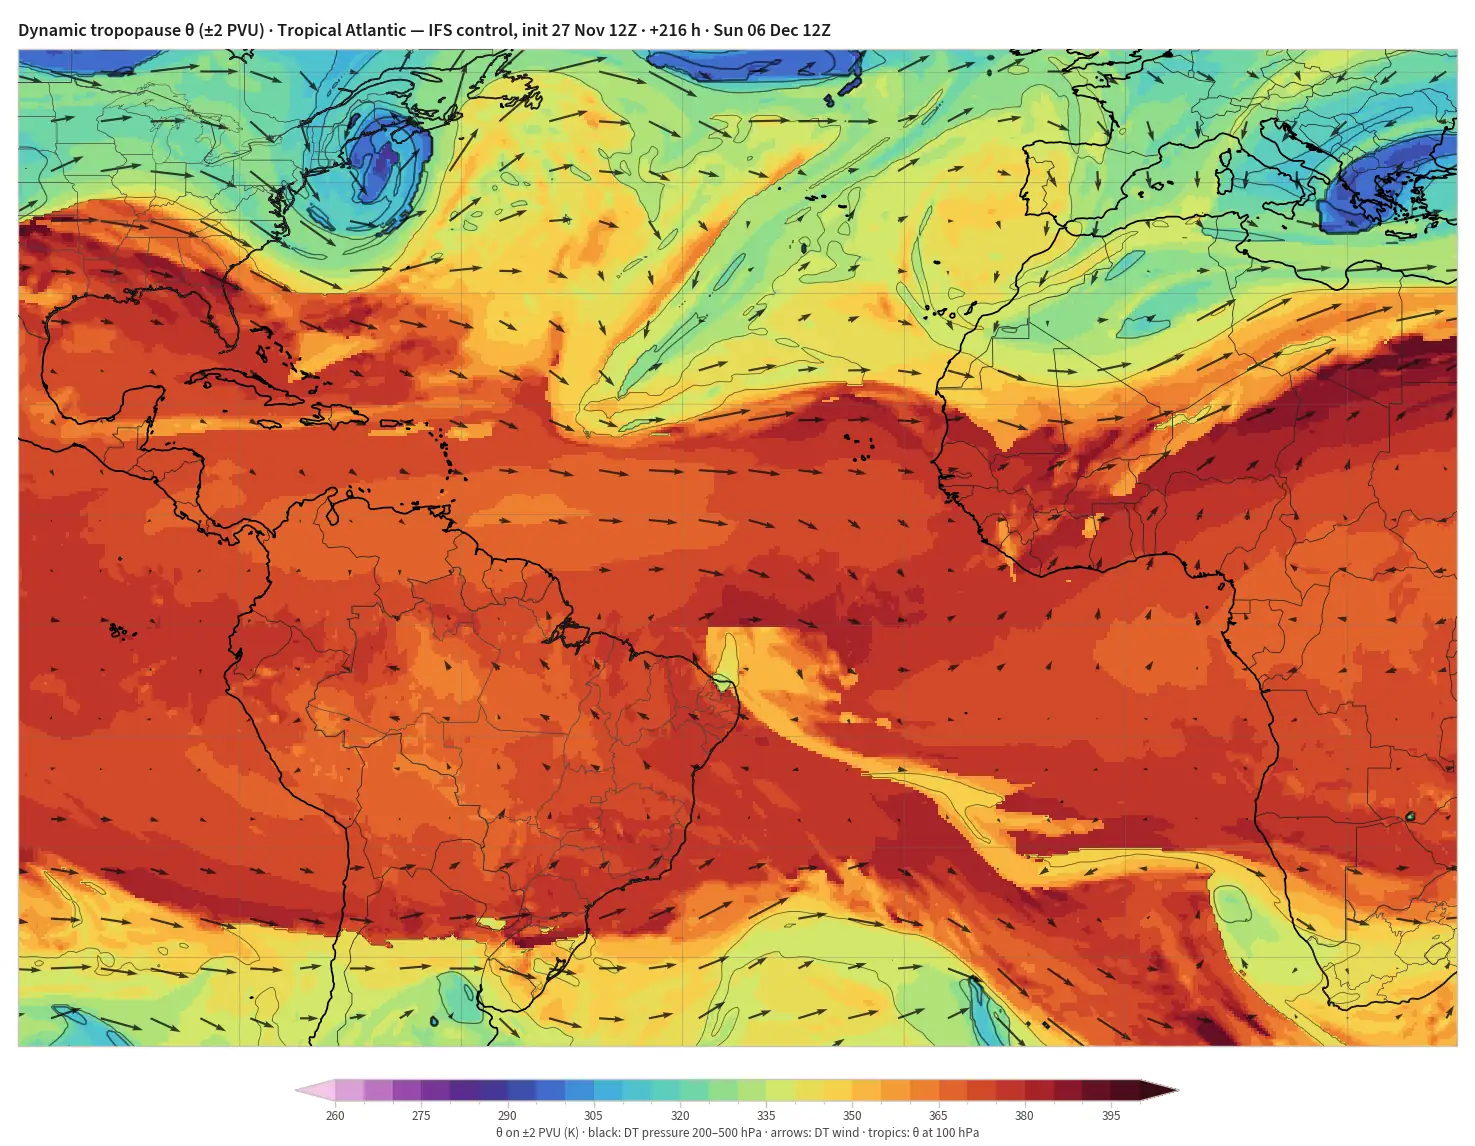 Dynamic tropopause θ (±2 PVU) · Tropical Atlantic — IFS control, init 27 Nov 12Z · +216 h · Sun 06 Dec 12Z
260 275 290 305 320 335 350 365 380 395
θ on ±2 PVU (K) · black: DT pressure 200–500 hPa · arrows: DT wind · tropics: θ at 100 hPa